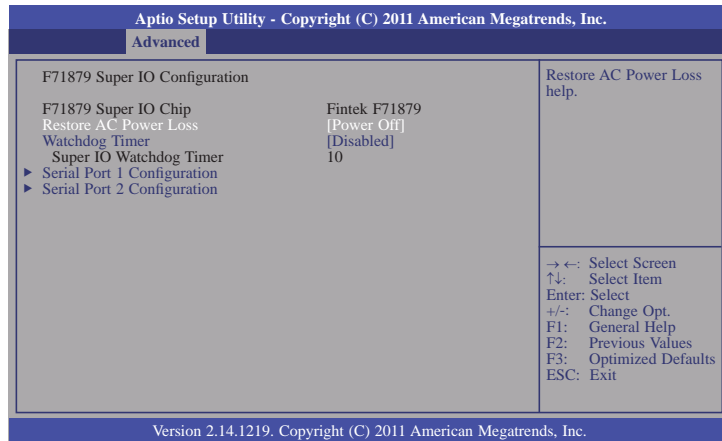 Aptio Setup Utility - Copyright (C) 2011 American Megatrends, Inc.
Advanced
F71879 Super IO Configuration
F71879 Super IO Chip Fintek F71879
Restore AC Power Loss [Power Off]
Watchdog Timer [Disabled]
Super IO Watchdog Timer 10
▶ Serial Port 1 Configuration
▶ Serial Port 2 Configuration
Restore AC Power Loss
help.
→ ←: Select Screen
↑↓: Select Item
Enter: Select
+/-: Change Opt.
F1: General Help
F2: Previous Values
F3: Optimized Defaults
ESC: Exit
Version 2.14.1219. Copyright (C) 2011 American Megatrends, Inc.